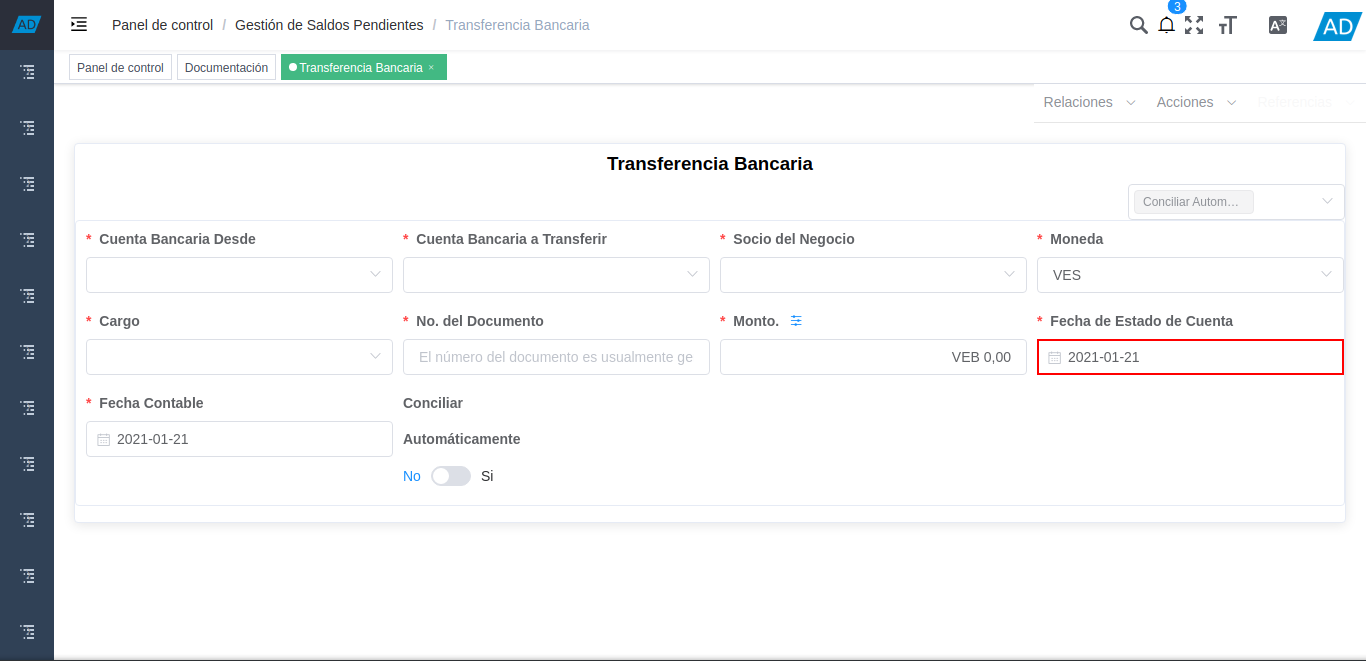 AD
Panel de control / Gestión de Saldos Pendientes / Transferencia Bancaria
3
AD
Panel de control
Documentación
Transferencia Bancaria ×
Relaciones
Acciones
Referencias
Transferencia Bancaria
Conciliar Autom...
* Cuenta Bancaria Desde
* Cuenta Bancaria a Transferir
* Socio del Negocio
* Moneda
VES
* Cargo
* No. del Documento
* Monto.
* Fecha de Estado de Cuenta
El número del documento es usualmente ge
VEB 0,00
2021-01-21
* Fecha Contable
Conciliar
Automáticamente
2021-01-21
No
Si